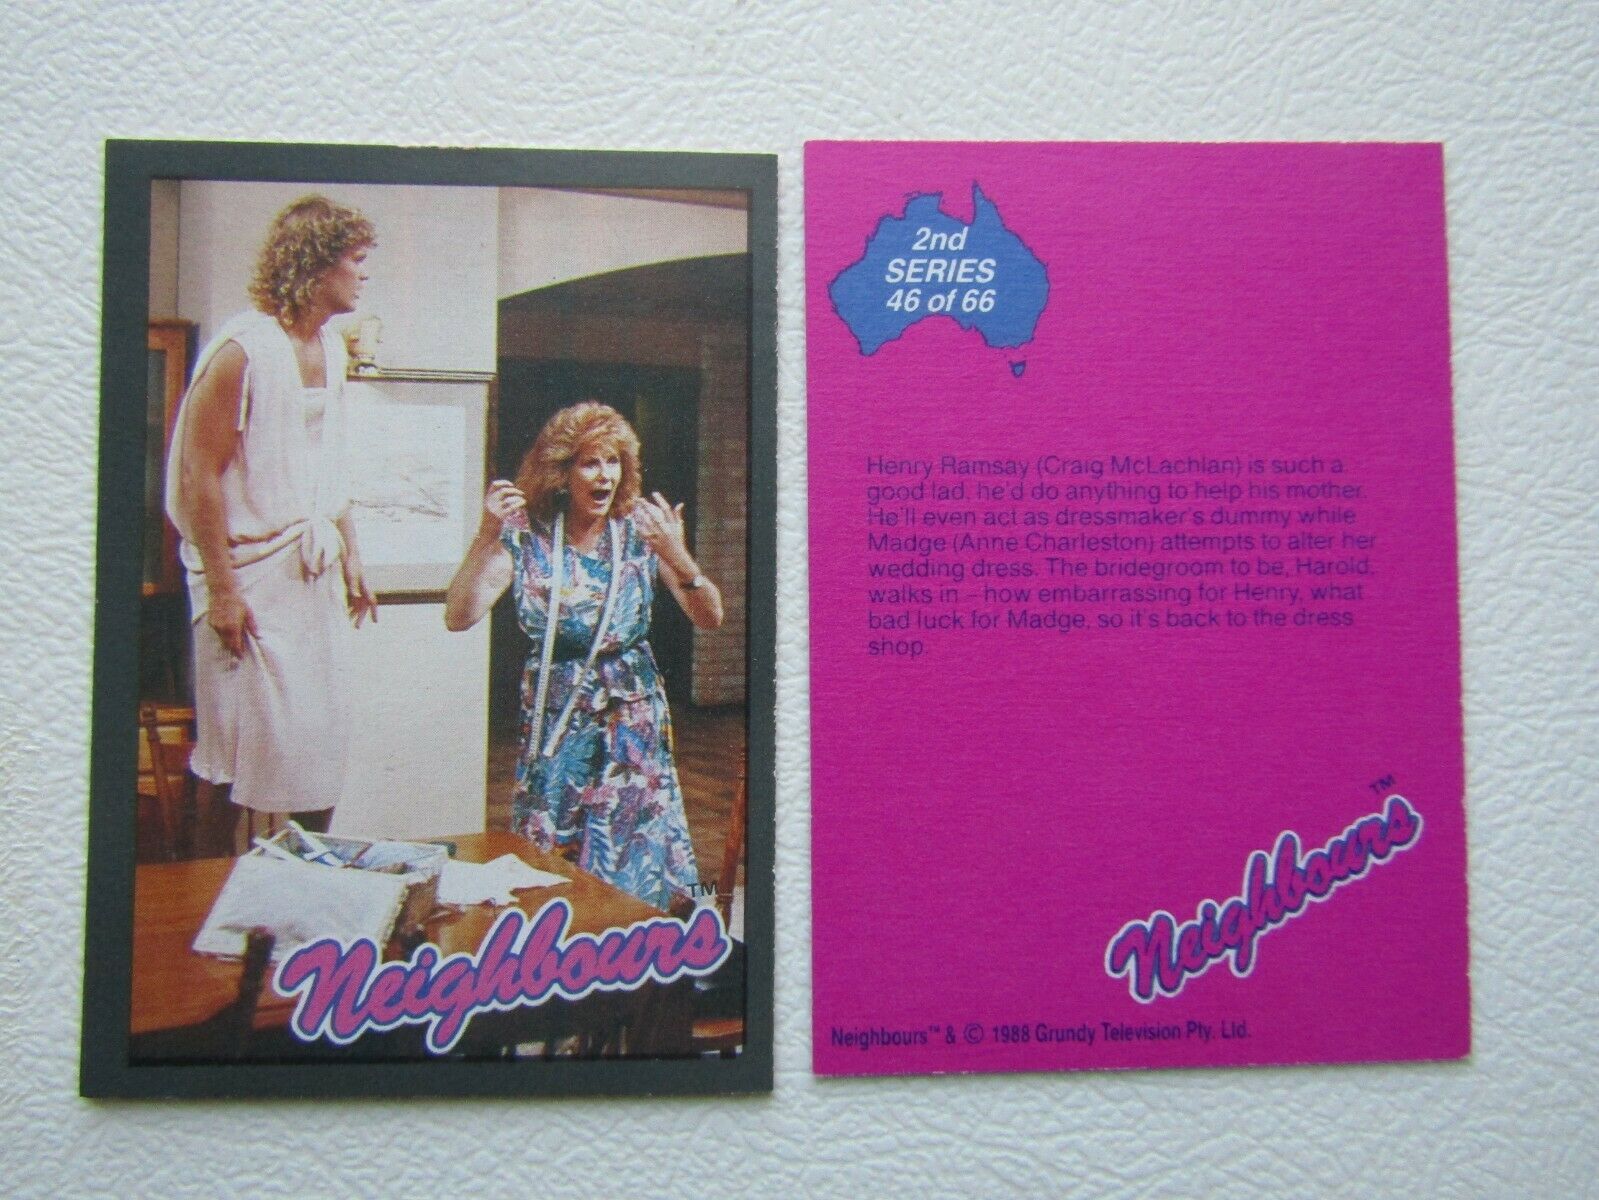 TM
Neighbours
2nd
SERIES
46 of 66
Henry Ramsay (Craig McLachlan) is such a
good lad, he'd do anything to help his mother.
He'll even act as dressmaker's dummy while
Madge (Anne Charleston) attempts to alter her
wedding dress. The bridegroom to be, Harold,
walks in – how embarrassing for Henry, what
bad luck for Madge, so it's back to the dress
shop.
TM
Neighbours
Neighbours™ & © 1988 Grundy Television Pty. Ltd.